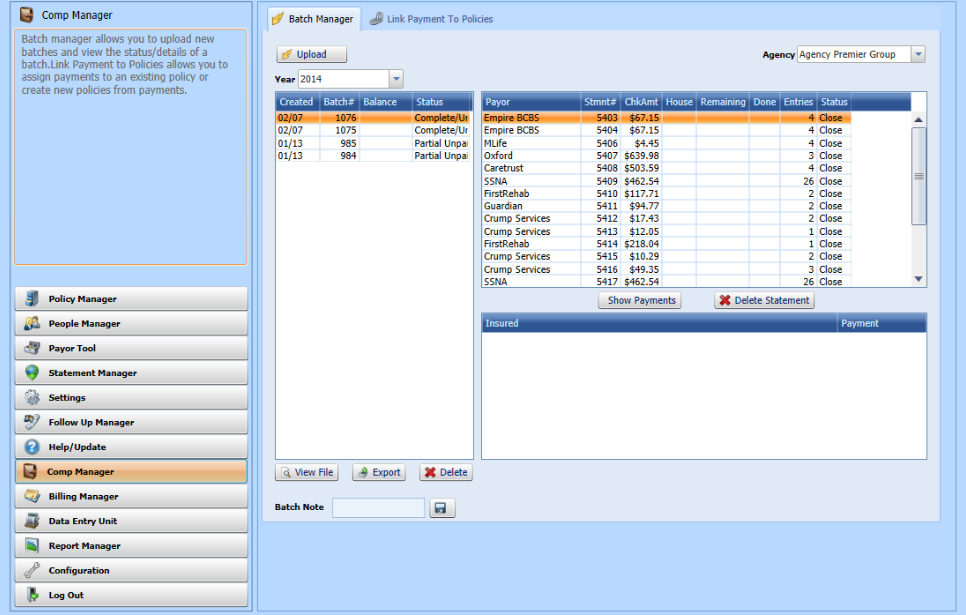 Comp Manager
Batch manager allows you to upload new
batches and view the status/details of a
batch.Link Payment to Policies allows you to
assign payments to an existing policy or
create new policies from payments.
Policy Manager
People Manager
Payor Tool
Statement Manager
Settings
Follow Up Manager
Help/Update
Comp Manager
Billing Manager
Data Entry Unit
Report Manager
Configuration
Log Out
Batch Manager Link Payment To Policies
Upload
Agency Agency Premier Group
Year 2014
Created Batch# Balance Status
02/07 1076 Complete/Ur
02/07 1075 Complete/Ur
01/13 985 Partial Unpai
01/13 984 Partial Unpai
Payor Stmnt# ChkAmt House Remaining Done Entries Status
Empire BCBS 5403 $67.15 4 Close
Empire BCBS 5404 $67.15 4 Close
MLife 5406 $4.45 4 Close
Oxford 5407 $639.98 3 Close
Caretrust 5408 $503.59 4 Close
SSNA 5409 $462.54 26 Close
FirstRehab 5410 $117.71 2 Close
Guardian 5411 $94.77 2 Close
Crump Services 5412 $17.43 2 Close
Crump Services 5413 $12.05 1 Close
FirstRehab 5414 $218.04 1 Close
Crump Services 5415 $10.29 2 Close
Crump Services 5416 $49.35 3 Close
SSNA 5417 $462.54 26 Close
Show Payments Delete Statement
Insured Payment
View File Export Delete
Batch Note